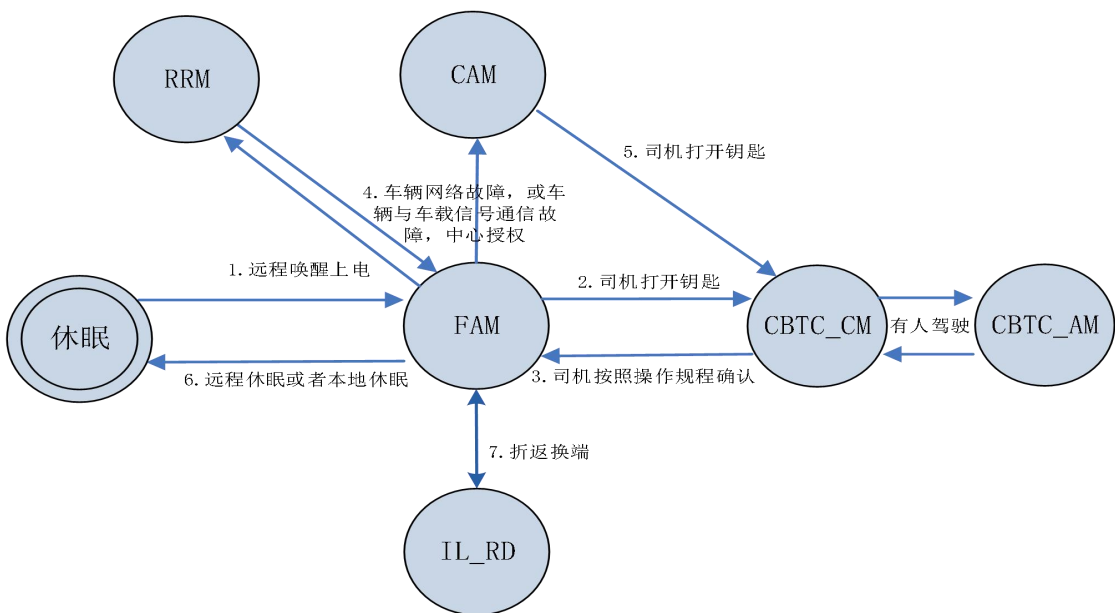 RRM
CAM
5.司机打开钥匙
4.车辆网络故障，或车
辆与车载信号通信故
障，中心授权
1.远程唤醒上电
2.司机打开钥匙
休眠
FAM
CBTC_CM
有人驾驶
CBTC_AM
6.远程休眠或者本地休眠
3.司机按照操作规程确认
7.折返换端
IL_RD